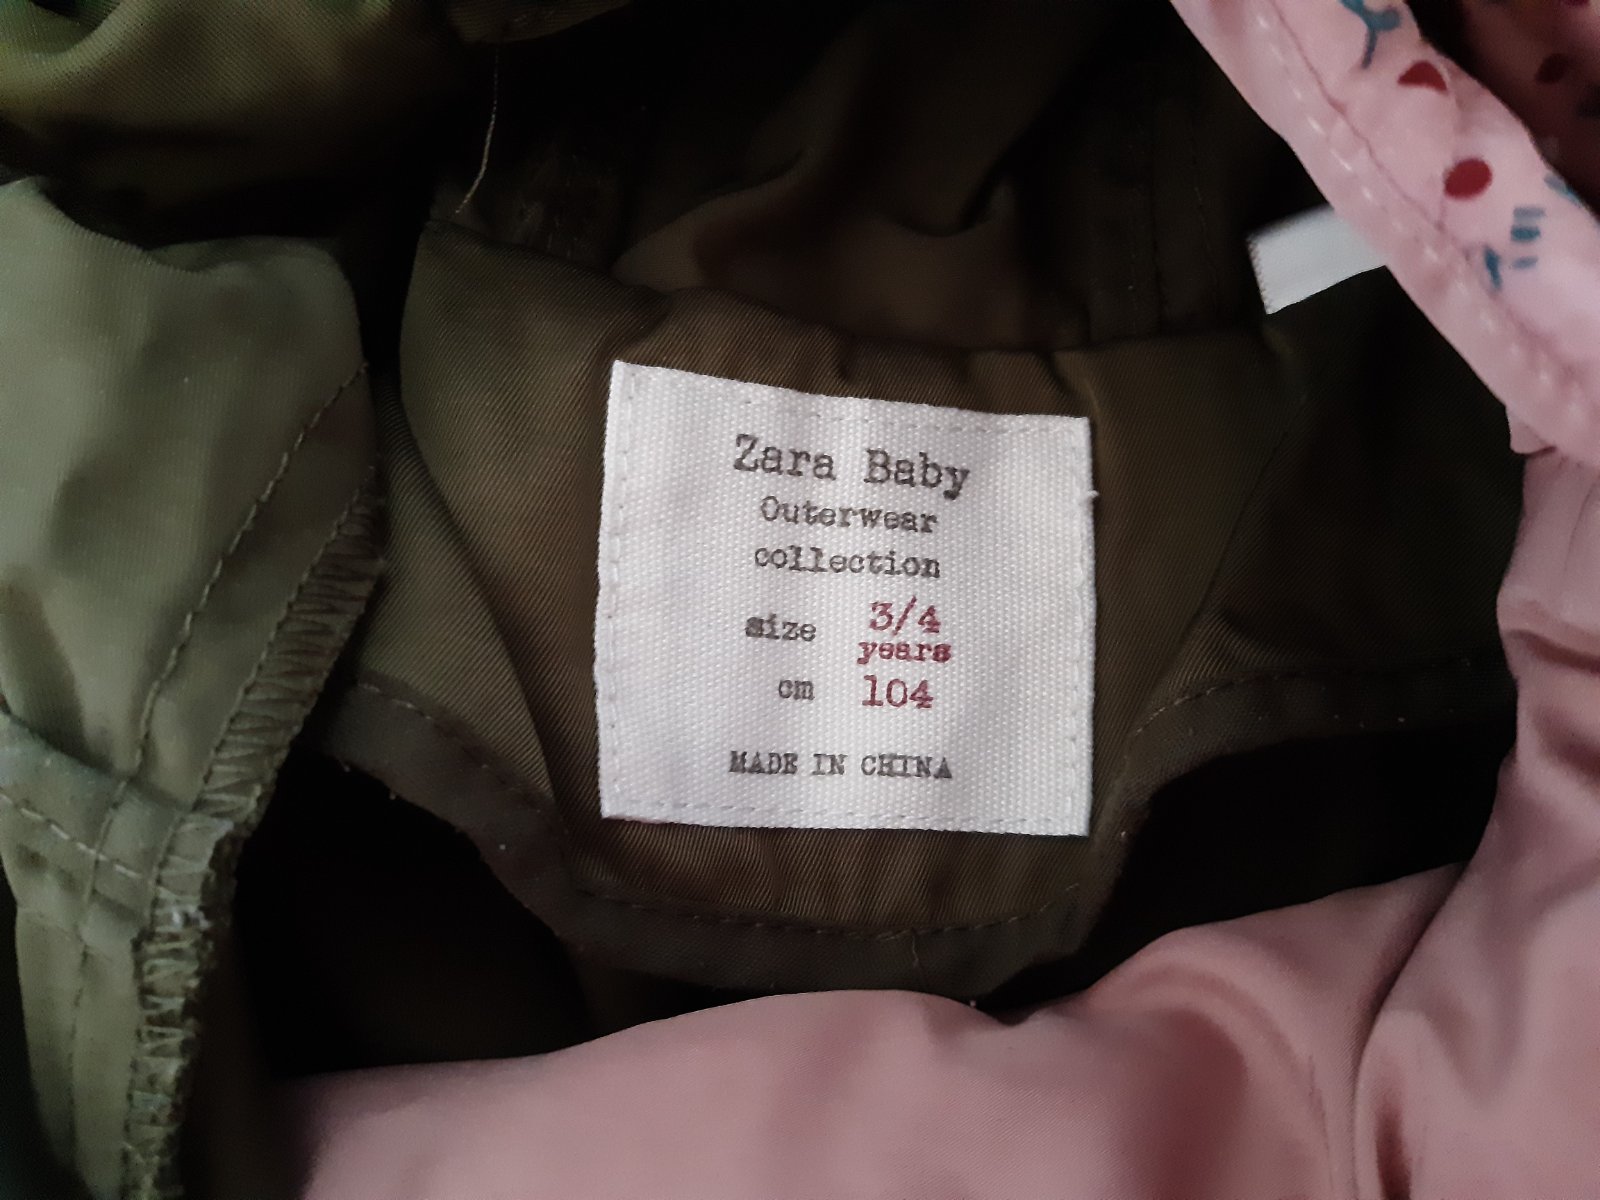 Zara Baby
Outerwear
collection
size 3/4
years
cm 104
MADE IN CHINA